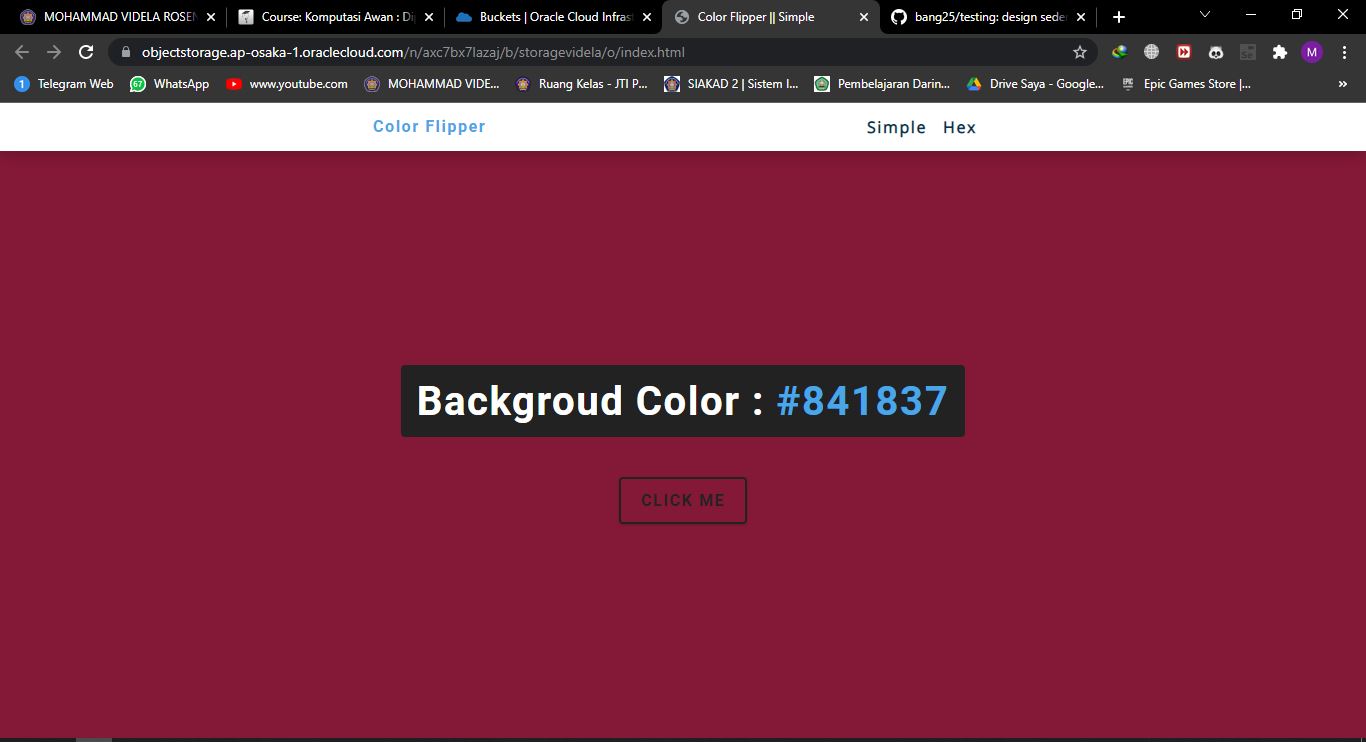 MOHAMMAD VIDELA ROSEN
Course: Komputasi Awan : Di
Buckets | Oracle Cloud Infrast
Color Flipper || Simple
bang25/testing: design sede
objectstorage.ap-osaka-1.oraclecloud.com/n/axc7bx7lazaj/b/storagevidela/o/index.html
M
1 Telegram Web
67 WhatsApp
www.youtube.com
MOHAMMAD VIDE...
Ruang Kelas - JTI P...
SIAKAD 2 | Sistem I...
Pembelajaran Darin...
Drive Saya - Google...
EPIC Epic Games Store |...
»
Color Flipper
Simple Hex
Backgroud Color : #841837
CLICK ME